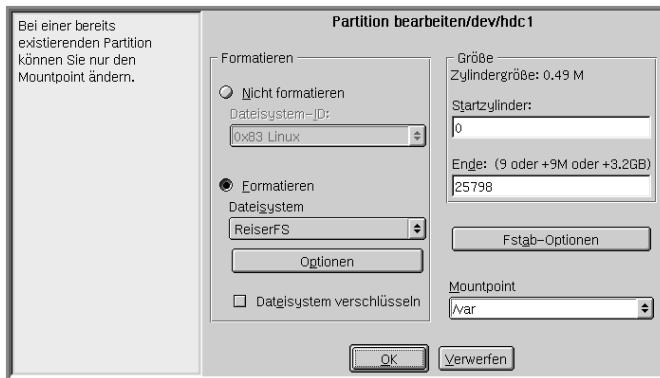 Bei einer bereits
existierenden Partition
können Sie nur den
Mountpoint ändern.
Partition bearbeiten/dev/hdc1
Formatieren
Nicht formatieren
Dateisystem-ID:
0x83 Linux
Formatieren
Dateisystem
ReiserFS
Optionen
Dateisystem verschlüsseln
Größe
Zylindergröße: 0.49 M
Startzylinder:
0
Ende: (9 oder +9M oder +3.2GB)
25798
Fstab-Optionen
Mountpoint
/var
OK
Verwerfen